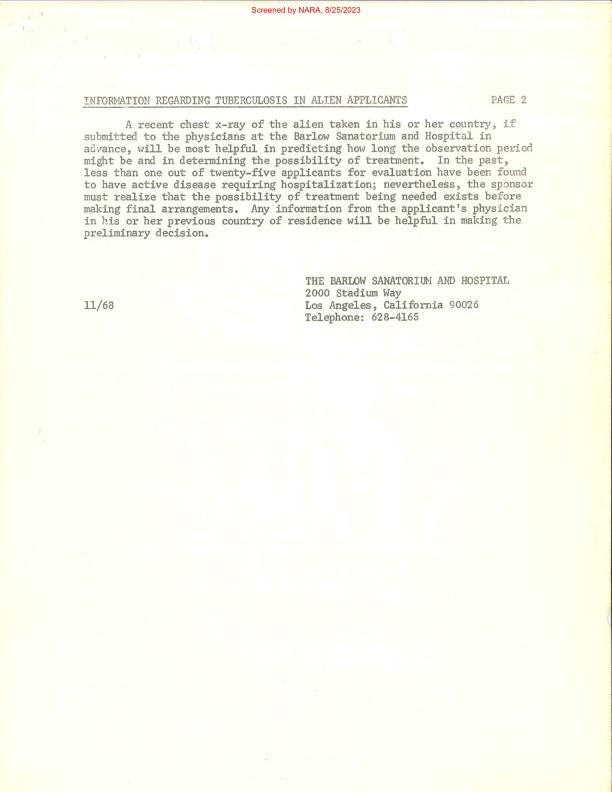 Screened by NARA, 8/25/2023
INFORMATION REGARDING TUBERCULOSIS IN ALIEN APPLICANTS PAGE 2
A recent chest x-ray of the alien taken in his or her country, if
submitted to the physicians at the Barlow Sanatorium and Hospital in
advance, will be most helpful in predicting how long the observation period
might be and in determining the possibility of treatment. In the past,
less than one out of twenty-five applicants for evaluation have been found
to have active disease requiring hospitalization; nevertheless, the sponsor
must realize that the possibility of treatment being needed exists before
making final arrangements. Any information from the applicant's physician
in his or her previous country of residence will be helpful in making the
preliminary decision.
THE BARLOW SANATORIUM AND HOSPITAL
2000 Stadium Way
11/68 Los Angeles, California 90026
Telephone: 628-4165